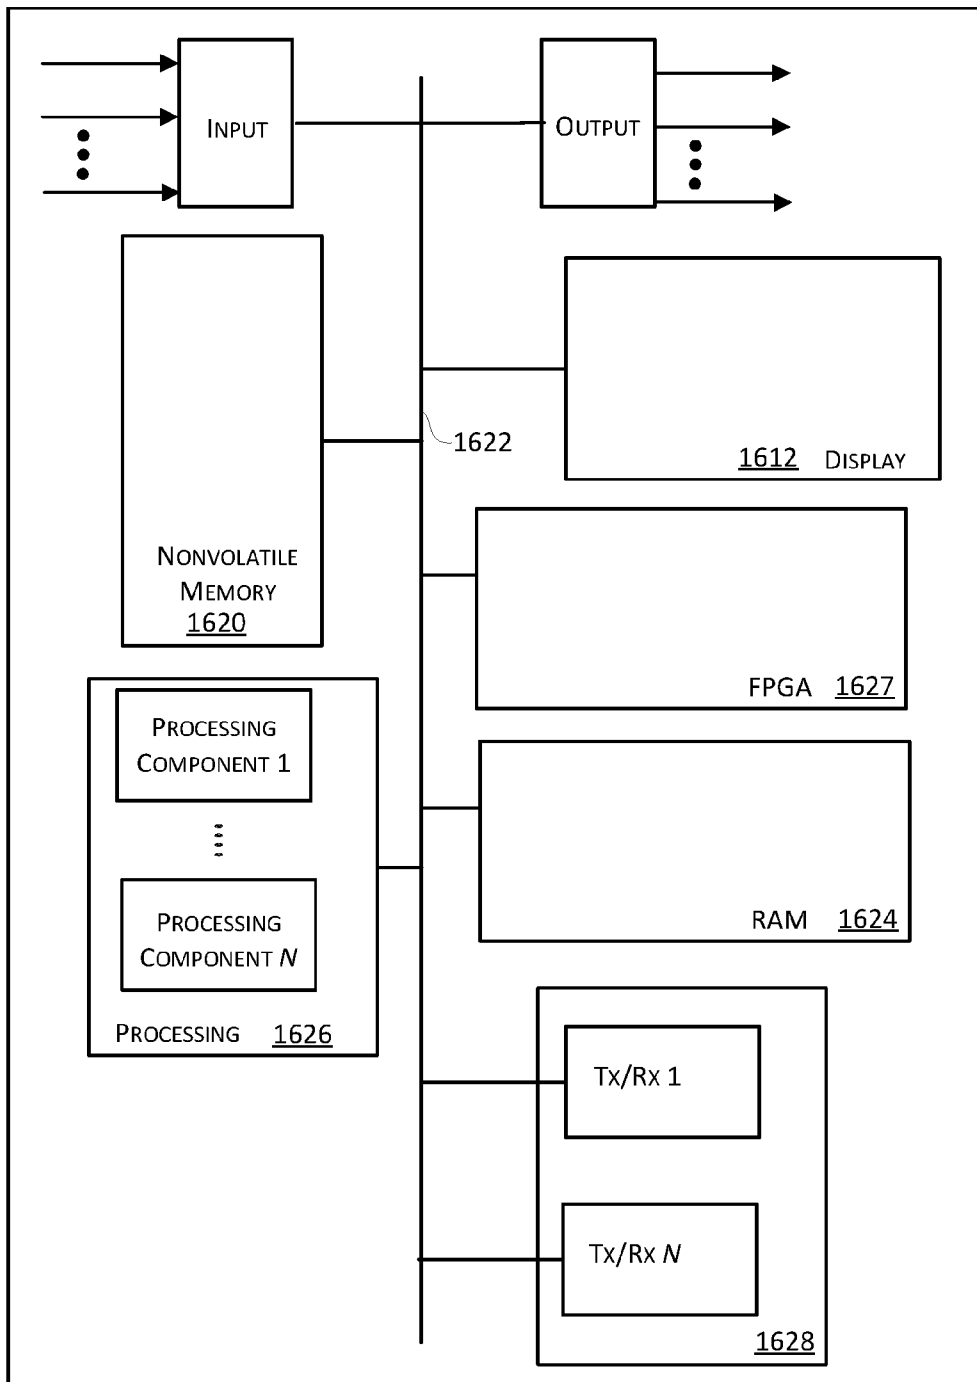 INPUT
OUTPUT
1622
1612 DISPLAY
NONVOLATILE
MEMORY
1620
FPGA 1627
PROCESSING
COMPONENT 1
PROCESSING
COMPONENT N
PROCESSING 1626
RAM 1624
TX/RX 1
TX/RX N
1628